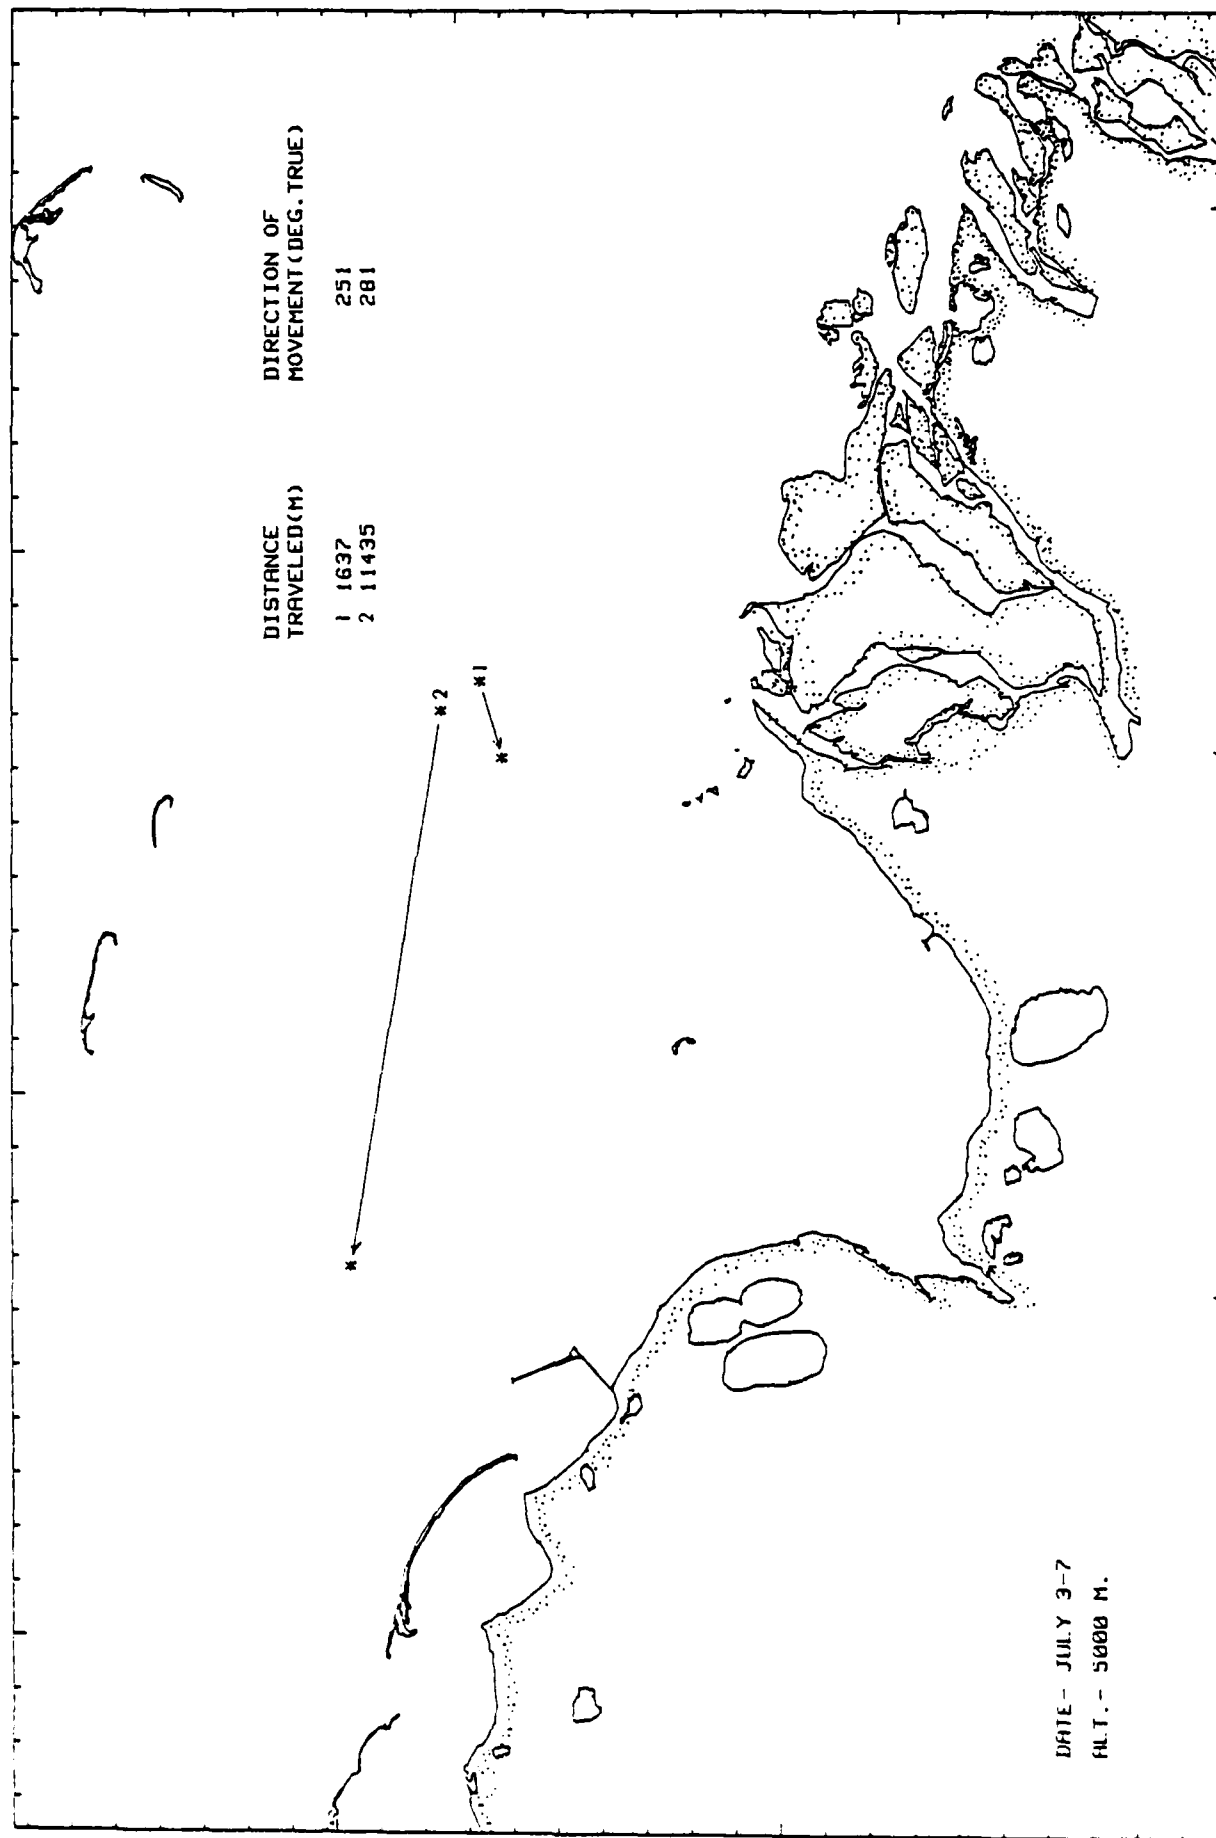 DISTANCE DIRECTION OF
TRAVELED(M) MOVEMENT(DEG.TRUE)
1 1637 251
2 11435 281
*2
*1
*
*
DATE- JULY 3-7
ALT.- 5000 M.